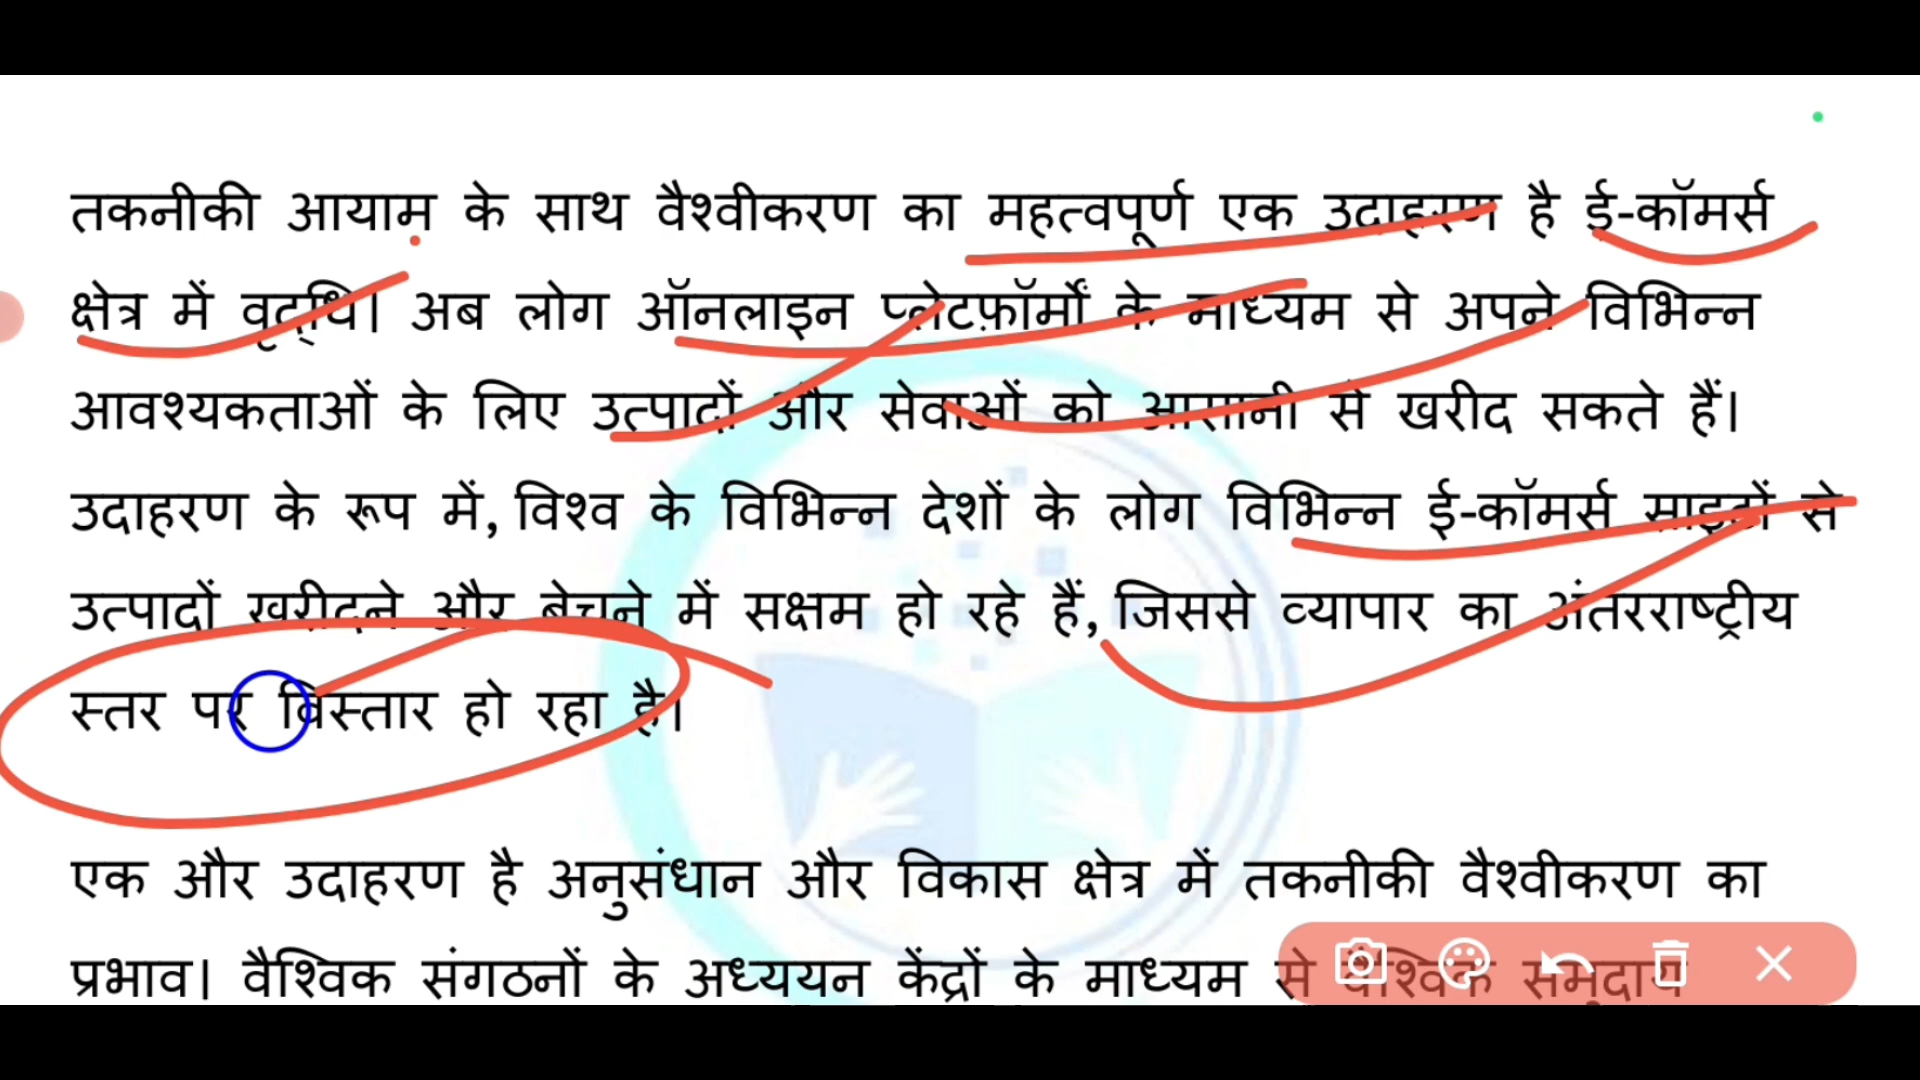 तकनीकी आयाम के साथ वैश्वीकरण का महत्वपूर्ण एक उदाहरण है ई-कॉमर्स
क्षेत्र में वृद्धि। अब लोग ऑनलाइन प्लेटफ़ॉर्मों के माध्यम से अपने विभिन्न
आवश्यकताओं के लिए उत्पादों और सेवाओं को आसानी से खरीद सकते हैं।
उदाहरण के रूप में, विश्व के विभिन्न देशों के लोग विभिन्न ई-कॉमर्स साइटों से
उत्पादों खरीदने और बेचने में सक्षम हो रहे हैं, जिससे व्यापार का अंतरराष्ट्रीय
स्तर पर विस्तार हो रहा है।
एक और उदाहरण है अनुसंधान और विकास क्षेत्र में तकनीकी वैश्वीकरण का
प्रभाव। वैश्विक संगठनों के अध्ययन केंद्रों के माध्यम से वैश्विक समुदाय